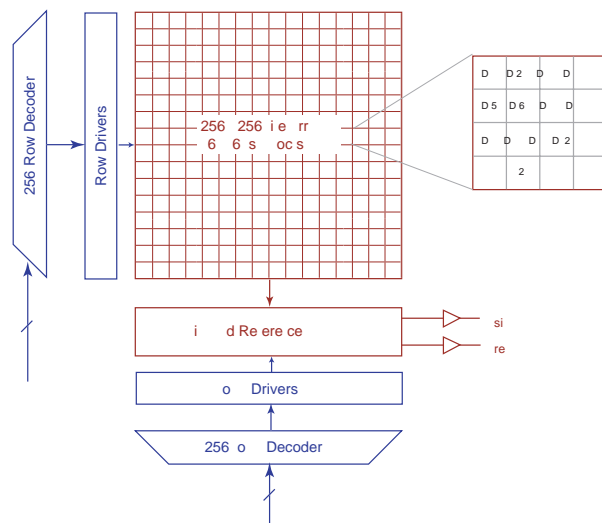 256 Row Decoder
Row Drivers
256 256 i e rr
6 6 s ocs
D D 2 D D
D 5 D 6 D D
D D D D 2
2
i d Re ere ce
si
re
o Drivers
256 o Decoder